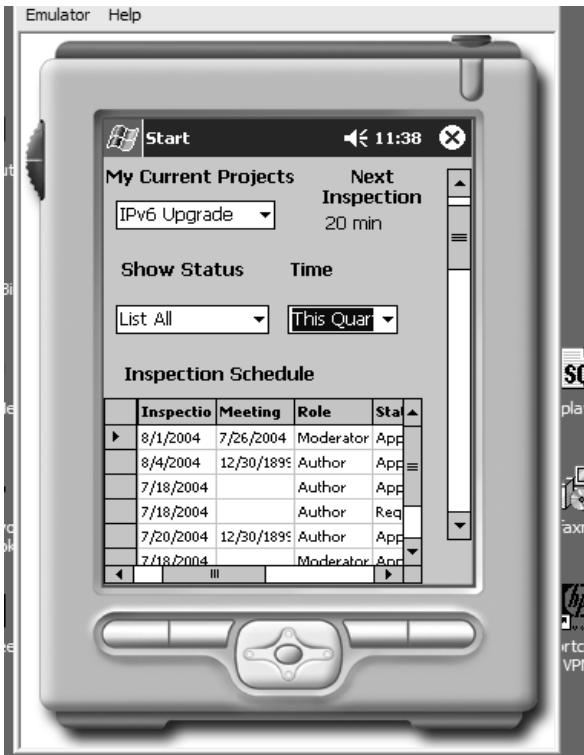 Emulator Help
Start 11:38
My Current Projects Next Inspection
IPv6 Upgrade 20 min
Show Status Time
List All This Quar
Inspection Schedule
Inspectio Meeting Role Sta
8/1/2004 7/26/2004 Moderator App
8/4/2004 12/30/1899 Author App
7/18/2004 Author App
7/18/2004 Author Req
7/20/2004 12/30/1899 Author App
7/18/2004 Moderator App
hp
VPN